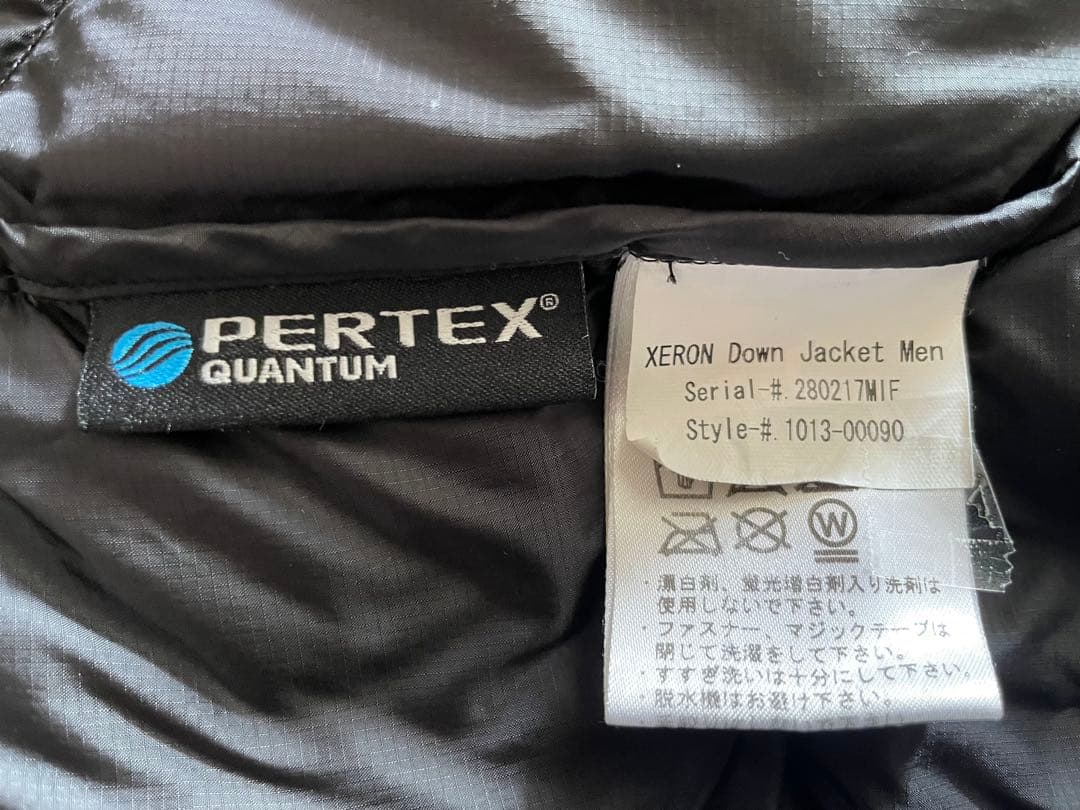 PERTEX®
QUANTUM
XERON Down Jacket Men
Serial-#. 280217MIF
Style-#. 1013-00090
W
・漂白剤、蛍光増白剤入り洗剤は
使用しないで下さい。
・ファスナー、マジックテープは
閉じて洗濯をして下さい。
・すすぎ洗いは十分にして下さい。
・脱水機はお避け下さい。